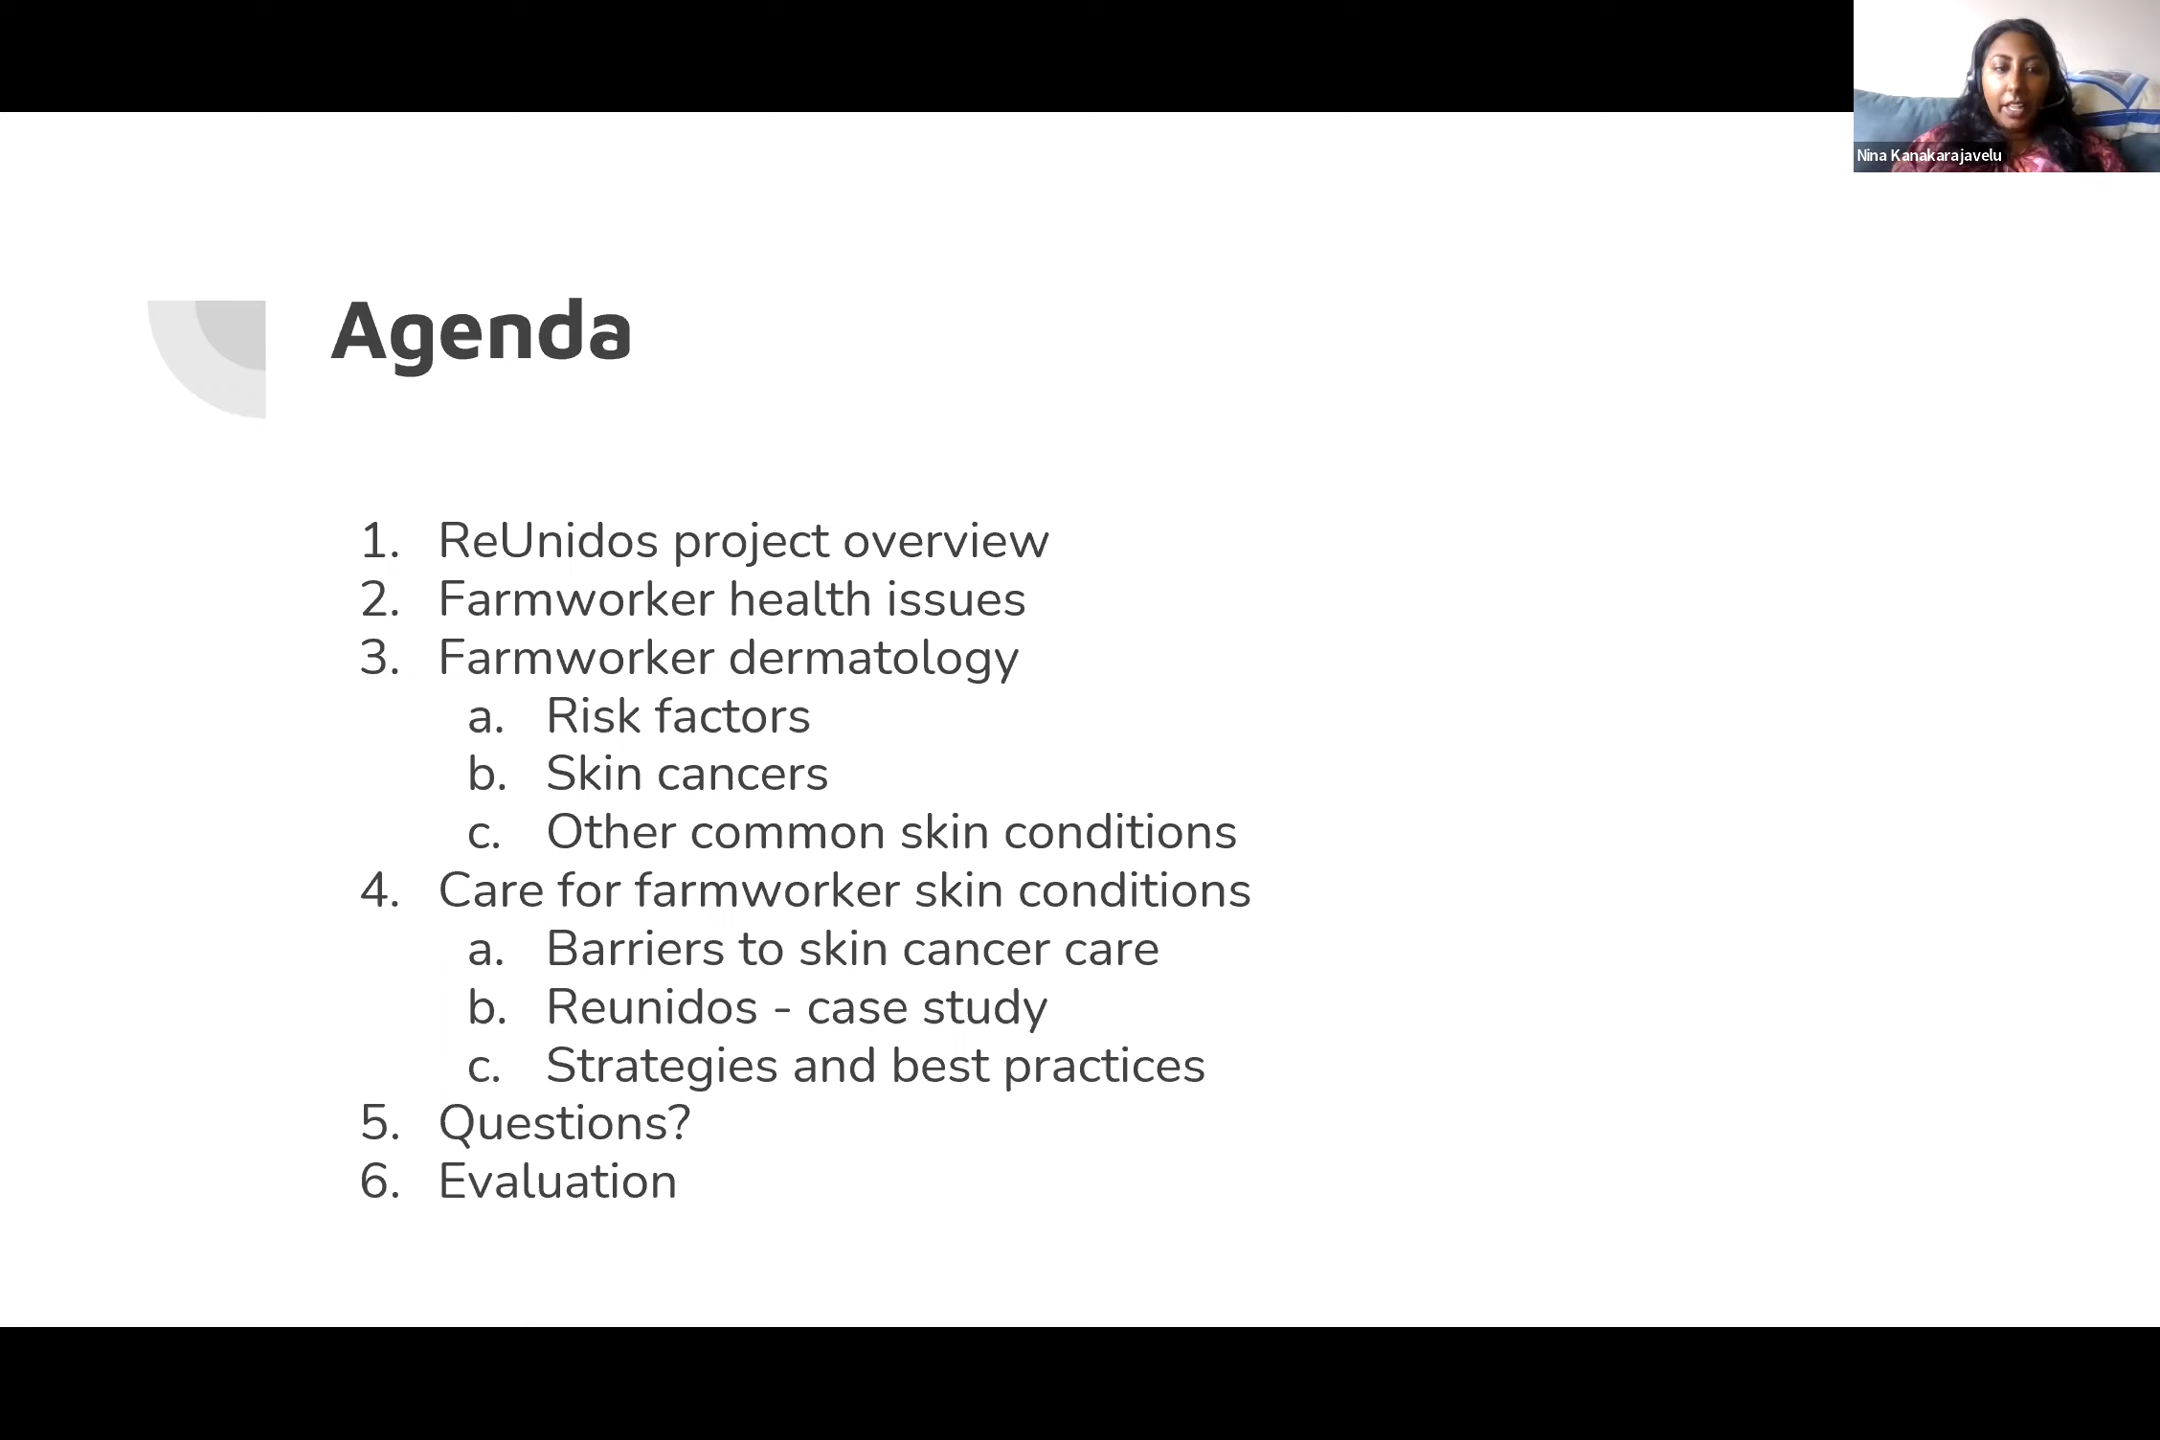 Nina Kanakarajavelu
Agenda
1. ReUnidos project overview
2. Farmworker health issues
3. Farmworker dermatology
a. Risk factors
b. Skin cancers
c. Other common skin conditions
4. Care for farmworker skin conditions
a. Barriers to skin cancer care
b. Reunidos - case study
c. Strategies and best practices
5. Questions?
6. Evaluation